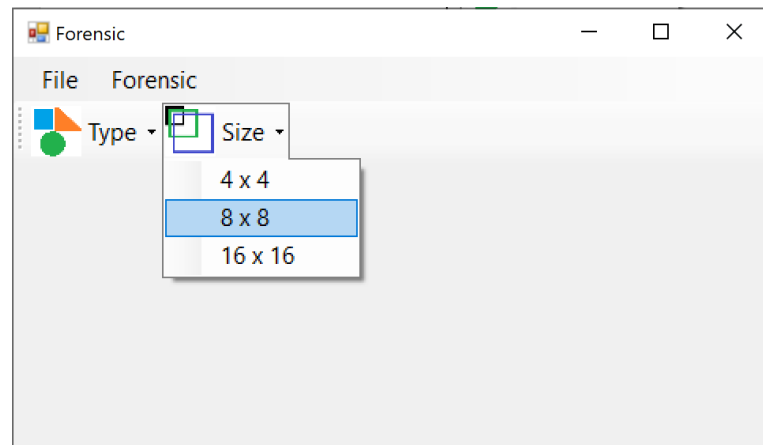 Forensic
File Forensic
Type Size
4 x 4
8 x 8
16 x 16